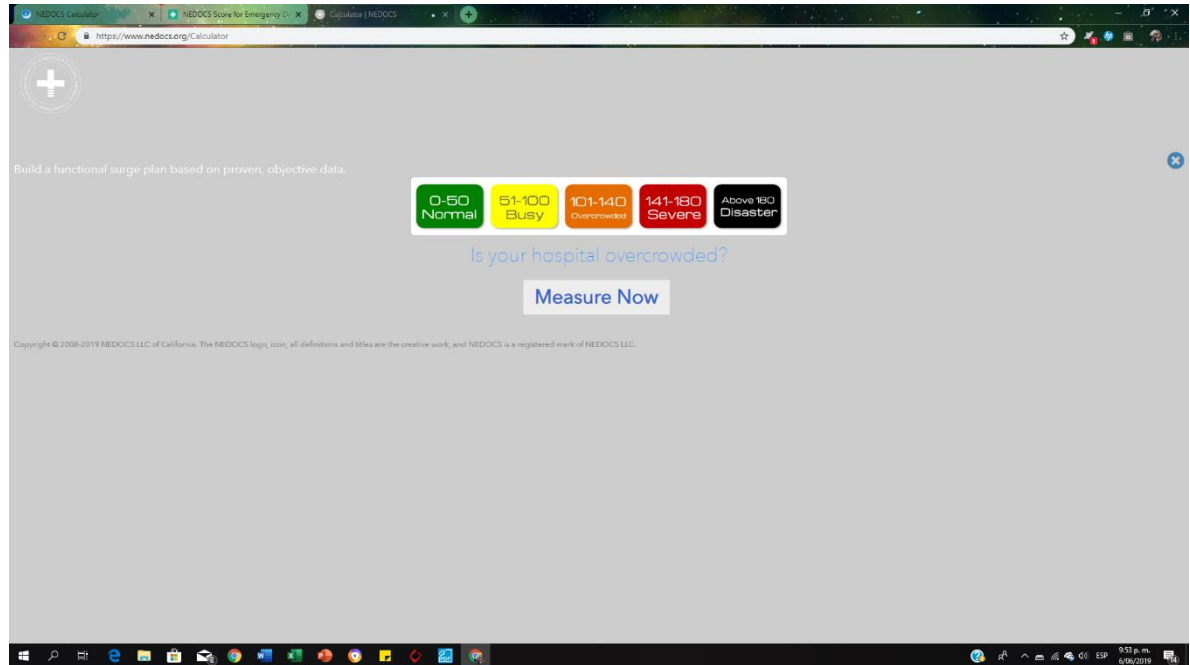 NEDOCS Calculator
NEDOCS Score for Emergency De
Calculator | NEDOCS
https://www.nedocs.org/Calculator
Build a functional surge plan based on proven, objective data.
0-50
Normal
51-100
Busy
101-140
Overcrowded
141-180
Severe
Above 180
Disaster
Is your hospital overcrowded?
Measure Now
Copyright © 2008-2019 NEDOCS LLC of California. The NEDOCS logo, icon, all definitions and titles are the creative work, and NEDOCS is a registered mark of NEDOCS LLC.
ESP
9:53 p. m.
6/06/2019